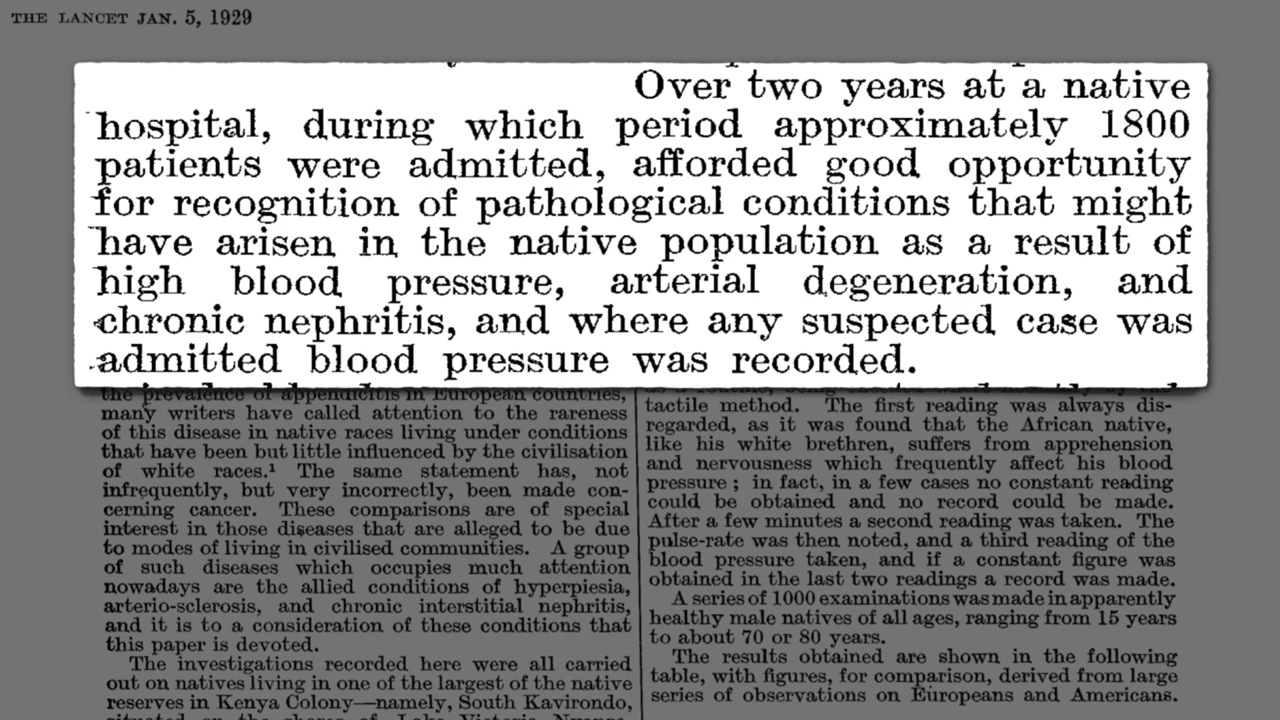 THE LANCET JAN. 5, 1929
Over two years at a native
hospital, during which period approximately 1800
patients were admitted, afforded good opportunity
for recognition of pathological conditions that might
have arisen in the native population as a result of
high blood pressure, arterial degeneration, and
chronic nephritis, and where any suspected case was
admitted blood pressure was recorded.
the prevalence of appendicitis in European countries,
many writers have called attention to the rareness
of this disease in native races living under conditions
that have been but little influenced by the civilisation
of white races.¹ The same statement has, not
infrequently, but very incorrectly, been made con-
cerning cancer. These comparisons are of special
interest in those diseases that are alleged to be due
to modes of living in civilised communities. A group
of such diseases which occupies much attention
nowadays are the allied conditions of hyperpiesia,
arterio-sclerosis, and chronic interstitial nephritis,
and it is to a consideration of these conditions that
this paper is devoted.
The investigations recorded here were all carried
out on natives living in one of the largest of the native
reserves in Kenya Colony—namely, South Kavirondo,
tactile method. The first reading was always dis-
regarded, as it was found that the African native,
like his white brethren, suffers from apprehension
and nervousness which frequently affect his blood
pressure ; in fact, in a few cases no constant reading
could be obtained and no record could be made.
After a few minutes a second reading was taken. The
pulse-rate was then noted, and a third reading of the
blood pressure taken, and if a constant figure was
obtained in the last two readings a record was made.
A series of 1000 examinations was made in apparently
healthy male natives of all ages, ranging from 15 years
to about 70 or 80 years.
The results obtained are shown in the following
table, with figures, for comparison, derived from large
series of observations on Europeans and Americans.